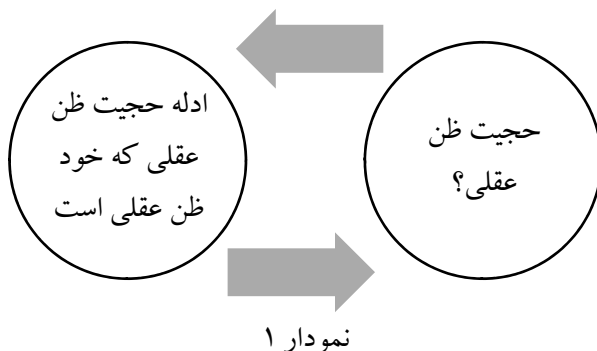 حجیت ظن
عقلی؟
ادله حجیت ظن
عقلی که خود
ظن عقلی است
نمودار ۱